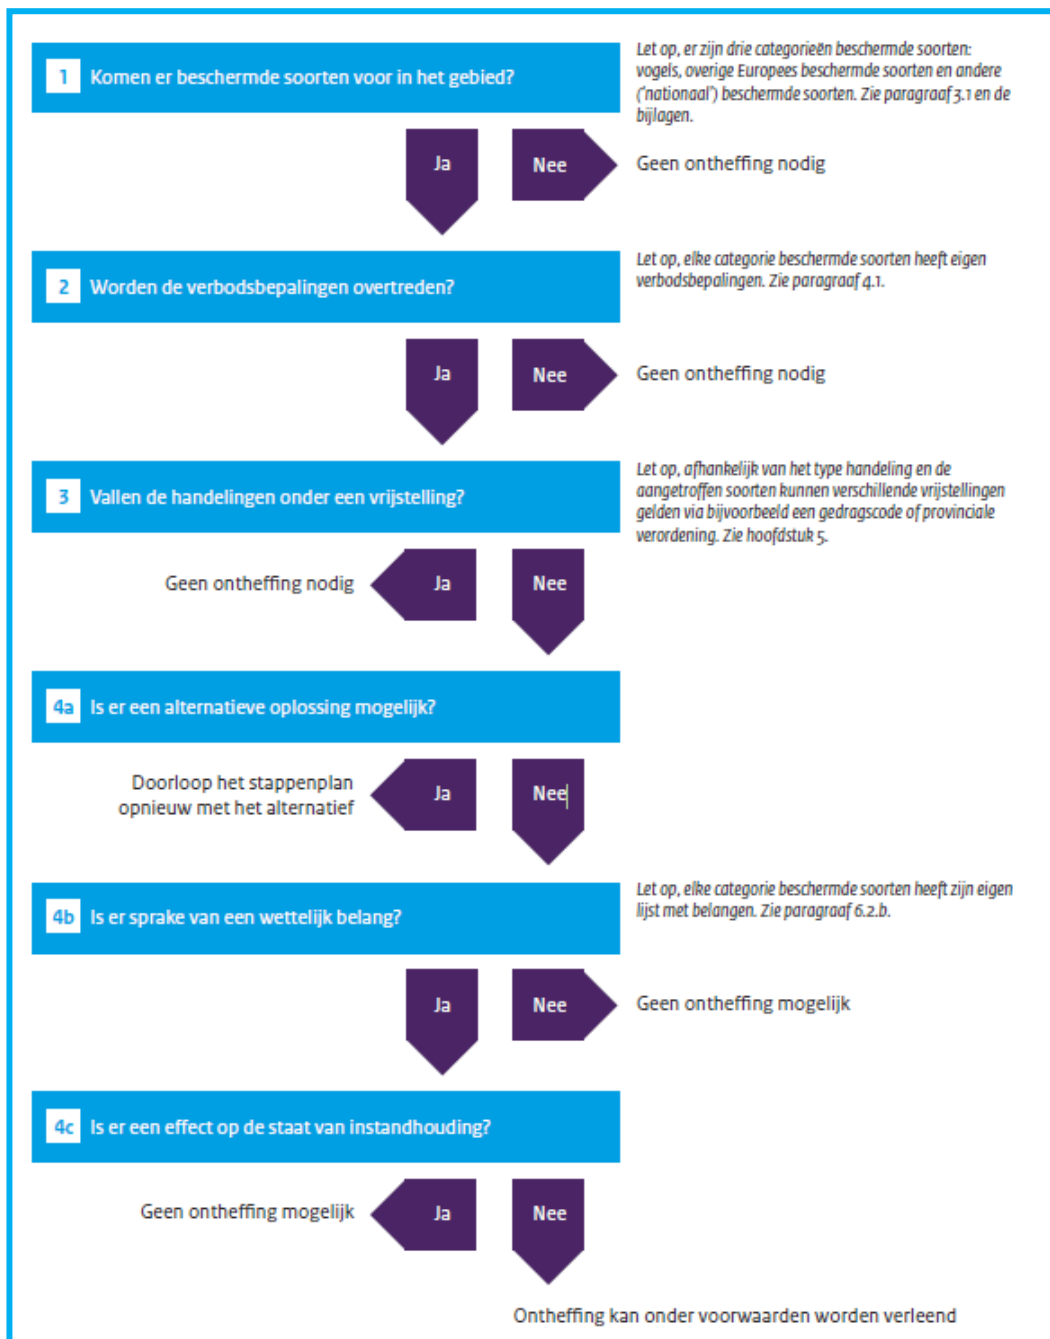 1 Komen er beschermde soorten voor in het gebied?
Let op, er zijn drie categorieën beschermde soorten:
vogels, overige Europees beschermde soorten en andere
('nationaal') beschermde soorten. Zie paragraaf 3.1 en de
bijlagen.
Ja
Nee
Geen ontheffing nodig
2 Worden de verbodsbepalingen overtreden?
Let op, elke categorie beschermde soorten heeft eigen
verbodsbepalingen. Zie paragraaf 4.1.
Ja
Nee
Geen ontheffing nodig
3 Vallen de handelingen onder een vrijstelling?
Let op, afhankelijk van het type handeling en de
aangetroffen soorten kunnen verschillende vrijstellingen
gelden via bijvoorbeeld een gedragscode of provinciale
verordening. Zie hoofdstuk 5.
Geen ontheffing nodig
Ja
Nee
4a Is er een alternatieve oplossing mogelijk?
Doorloop het stappenplan
opnieuw met het alternatief
Ja
Nee
4b Is er sprake van een wettelijk belang?
Let op, elke categorie beschermde soorten heeft zijn eigen
lijst met belangen. Zie paragraaf 6.2.b.
Ja
Nee
Geen ontheffing mogelijk
4c Is er een effect op de staat van instandhouding?
Geen ontheffing mogelijk
Ja
Nee
Ontheffing kan onder voorwaarden worden verleend